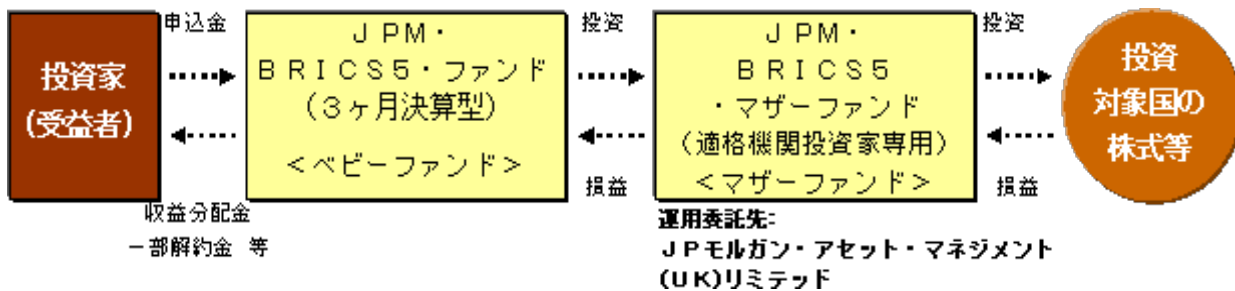 投資家
(受益者)
申込金
収益分配金
一部解約金 等
ＪＰＭ・
ＢＲＩＣＳ５・ファンド
(３ヶ月決算型)
＜ベビーファンド＞
投資
損益
ＪＰＭ・
ＢＲＩＣＳ５
・マザーファンド
(適格機関投資家専用)
＜マザーファンド＞
運用委託先:
ＪＰモルガン・アセット・マネジメント
(ＵＫ)リミテッド
投資
損益
投資
対象国の
株式等